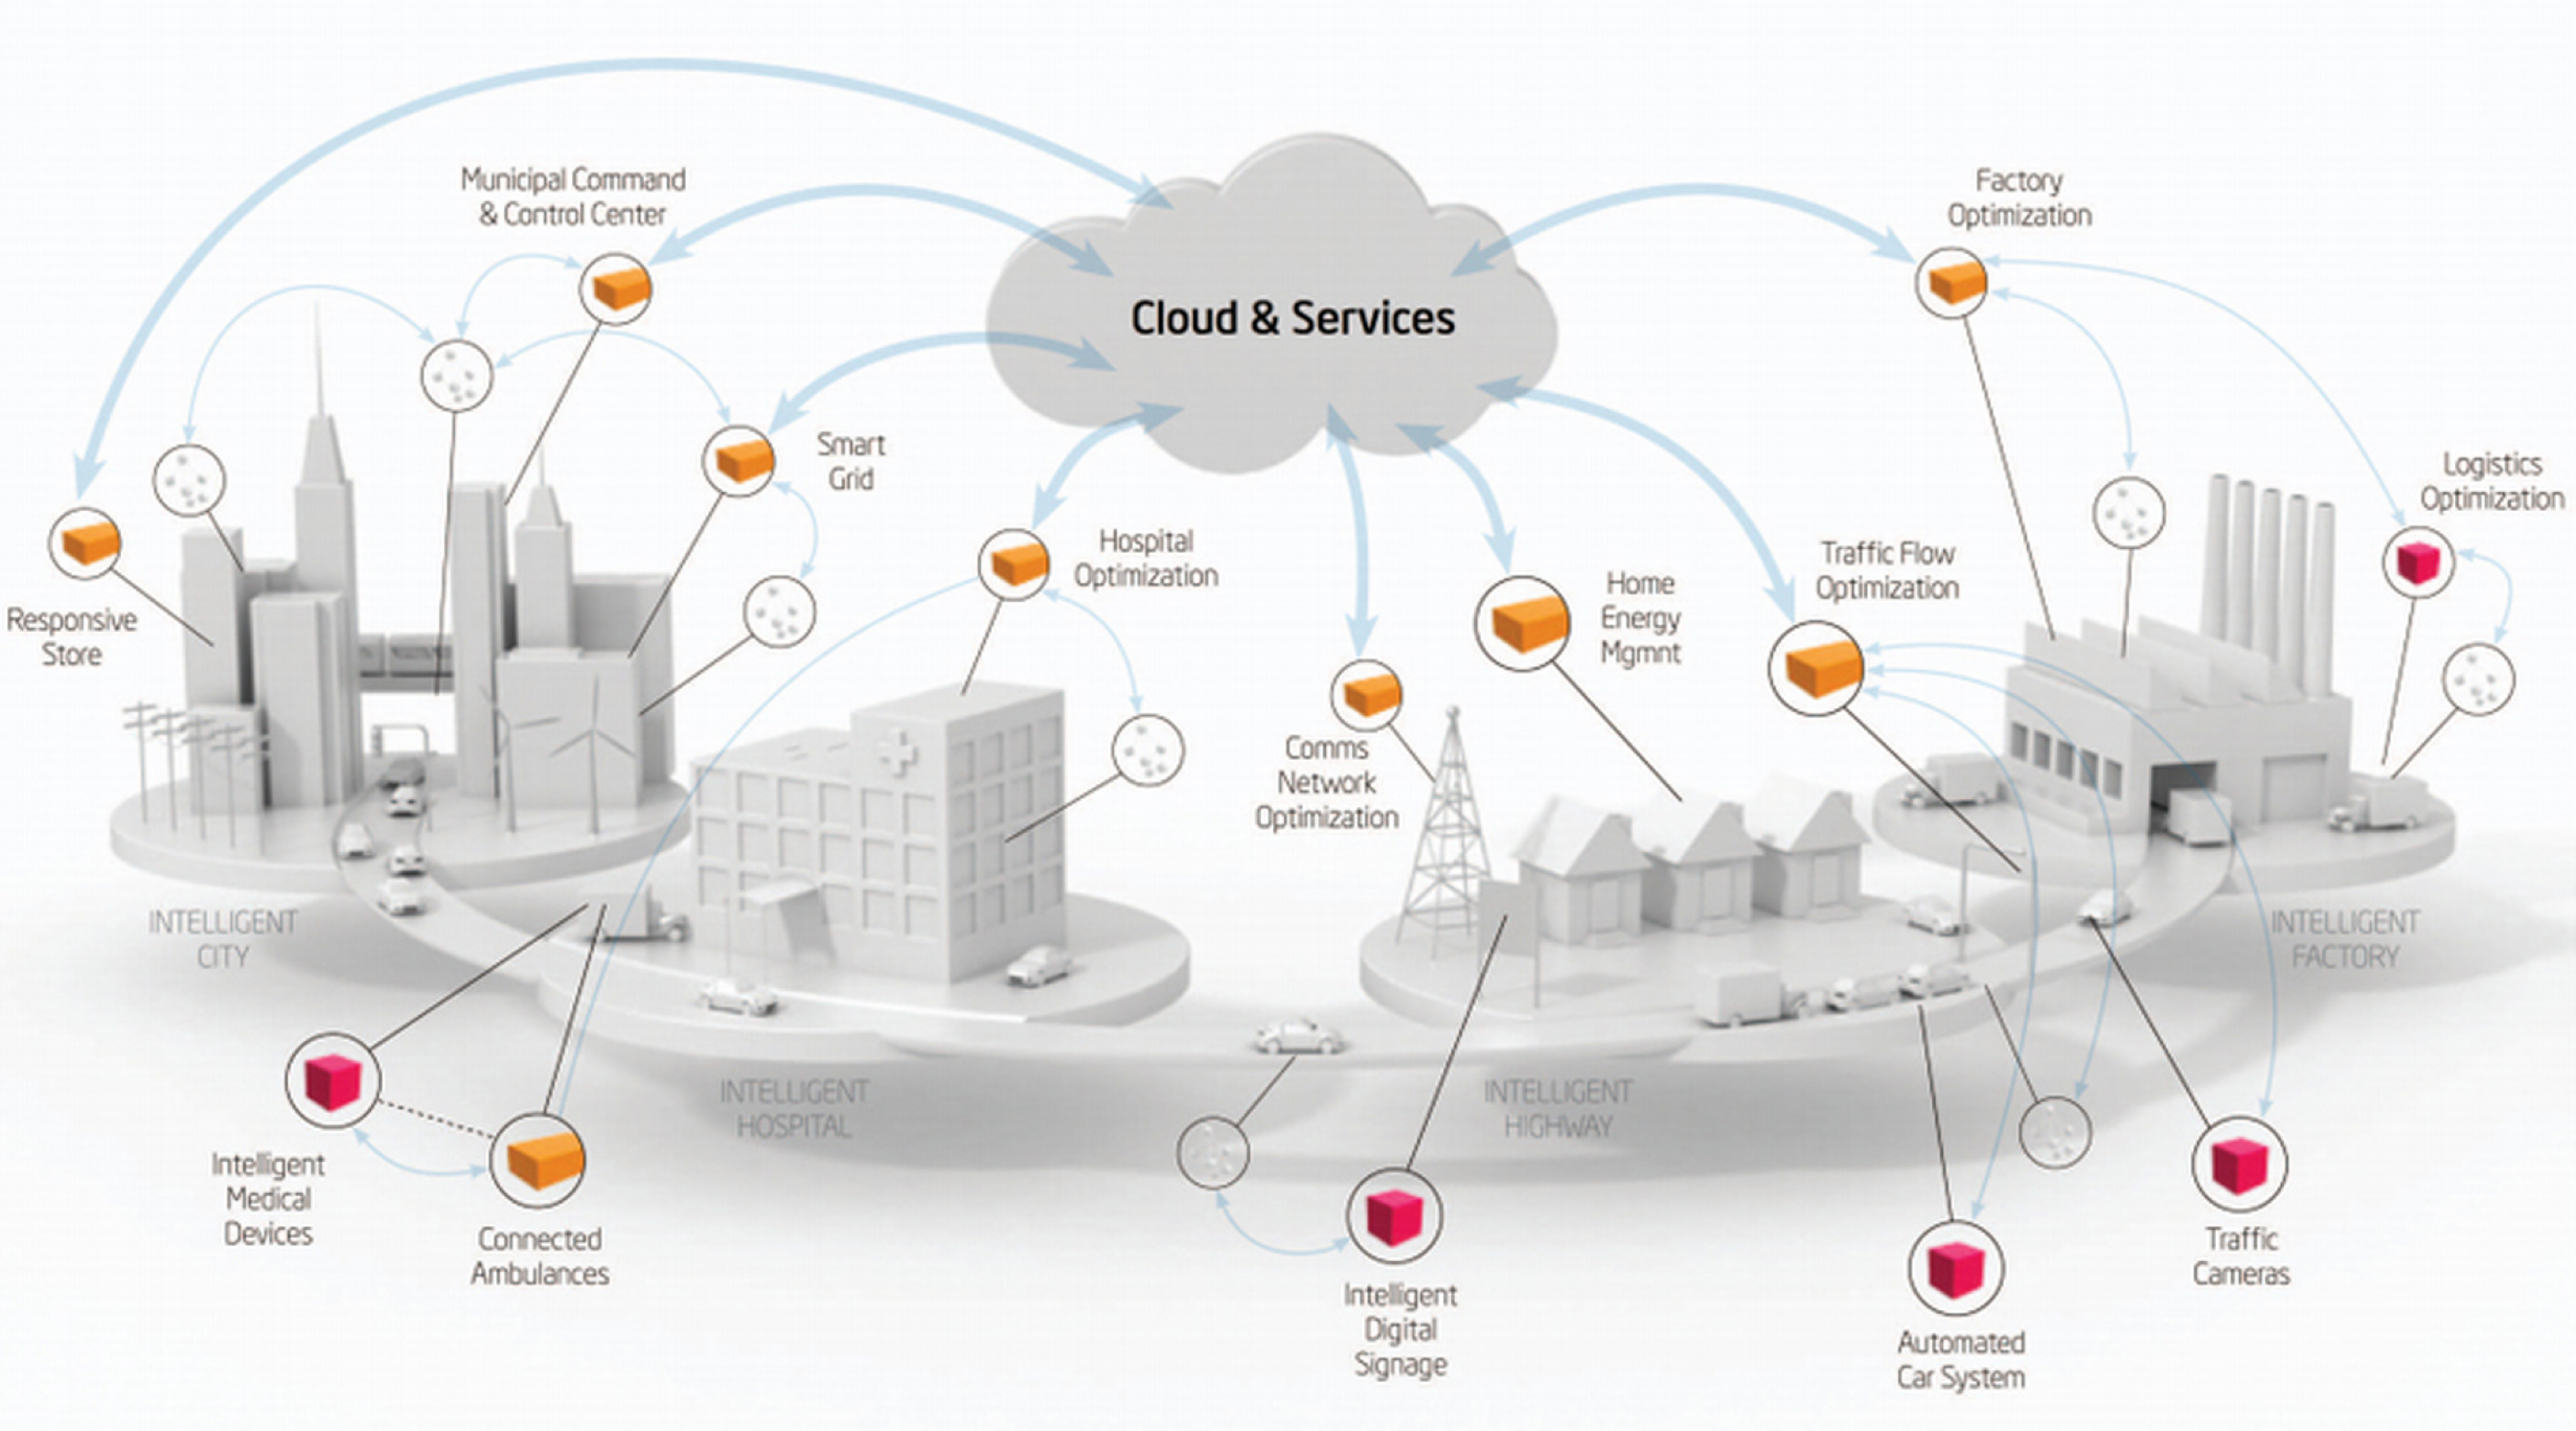 Municipal Command
& Control Center
Factory
Optimization
Cloud & Services
Smart
Grid
Logistics
Optimization
Hospital
Optimization
Traffic Flow
Optimization
Home
Energy
Mgmnt
Responsive
Store
Comms
Network
Optimization
INTELLIGENT
CITY
INTELLIGENT
FACTORY
INTELLIGENT
HOSPITAL
INTELLIGENT
HIGHWAY
Intelligent
Medical
Devices
Connected
Ambulances
Intelligent
Digital
Signage
Traffic
Cameras
Automated
Car System